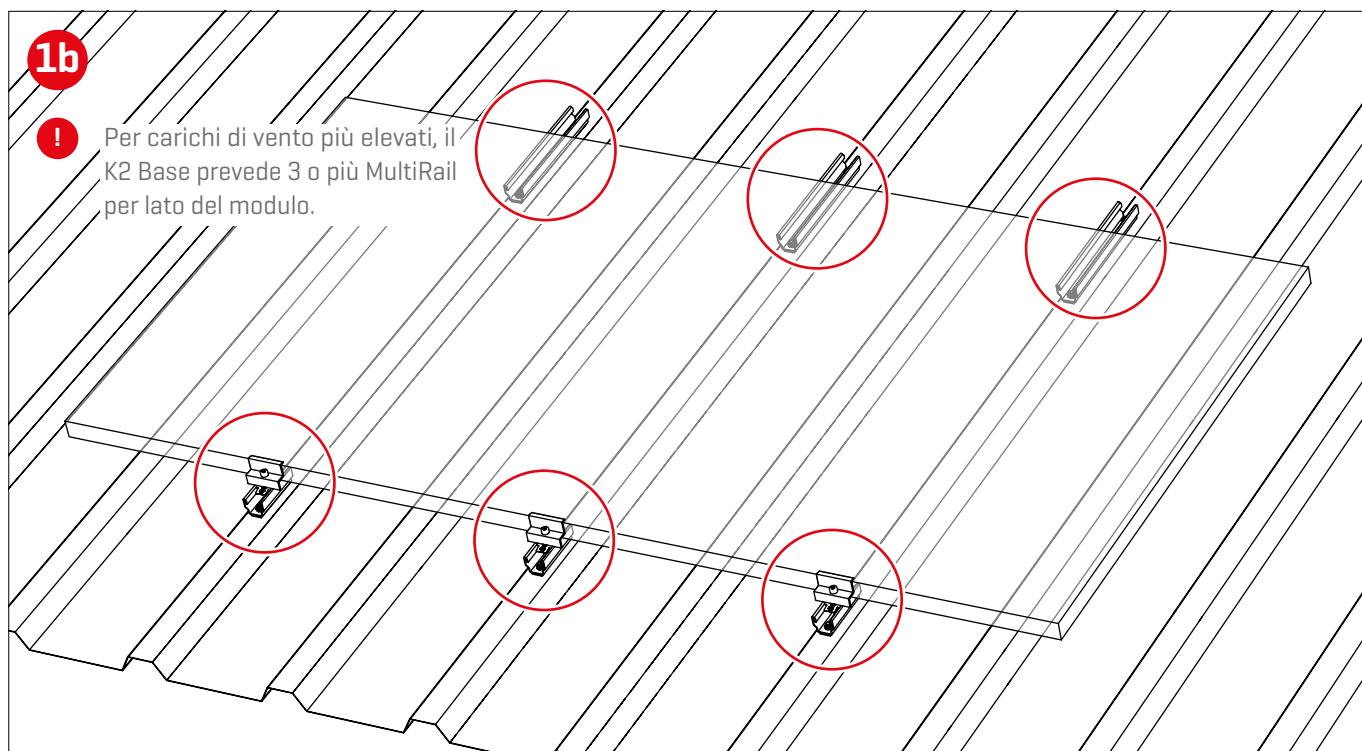 1b
!
Per carichi di vento più elevati, il
K2 Base prevede 3 o più MultiRail
per lato del modulo.